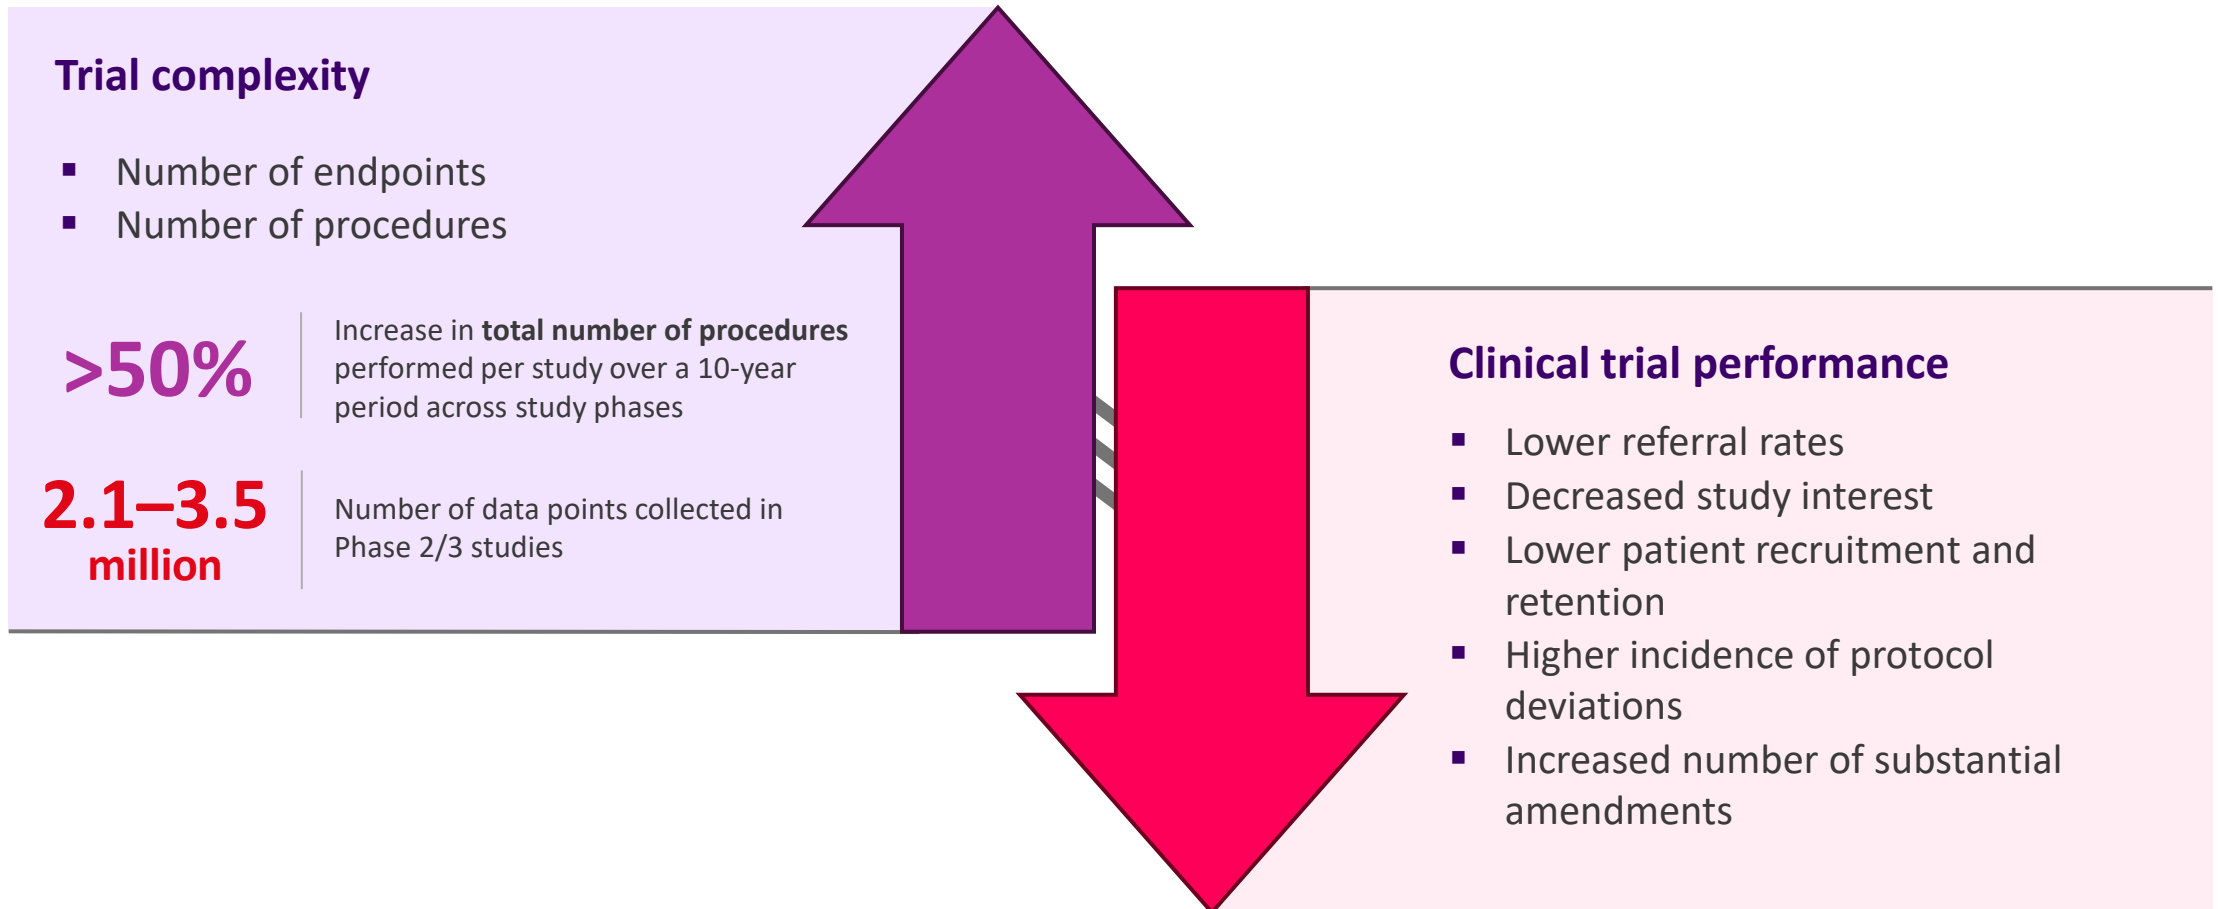 Trial complexity
▪ Number of endpoints
▪ Number of procedures
>50%
Increase in total number of procedures
performed per study over a 10-year
period across study phases
2.1–3.5
million
Number of data points collected in
Phase 2/3 studies
Clinical trial performance
▪ Lower referral rates
▪ Decreased study interest
▪ Lower patient recruitment and
retention
▪ Higher incidence of protocol
deviations
▪ Increased number of substantial
amendments